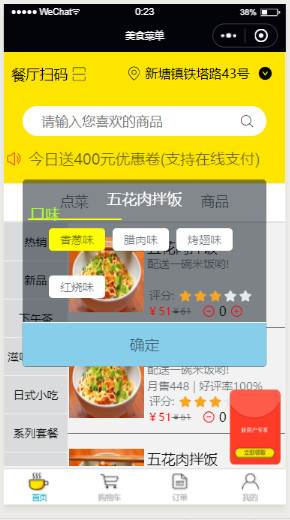 WeChat
0:23
38%
美食菜单
餐厅扫码
新塘镇铁塔路43号
请输入您喜欢的商品
今日送400元优惠卷(支持在线支付)
点菜
五花肉拌饭
商品
口味
热销
香葱味
腊肉味
烤翅味
五花肉拌饭
配送一碗米饭哟!
新品
红烧味
评分:
下午茶
¥51
¥61
0
确定
配送一碗米饭哟!
日式小吃
月售448 | 好评率76%
评分:
¥51
¥61
0
新用户专享
系列套餐
立即领取
五花肉拌饭
首页
购物车
订单
我的